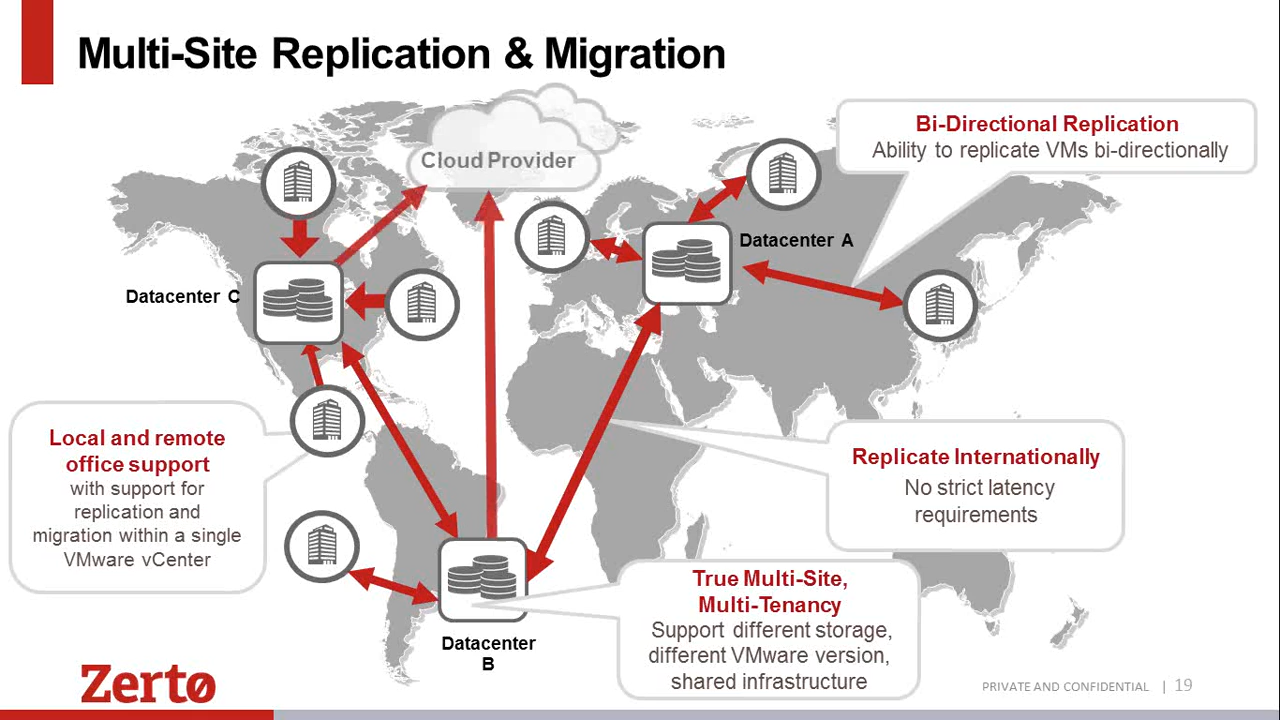 Multi-Site Replication & Migration
Cloud Provider
Bi-Directional Replication
Ability to replicate VMs bi-directionally
Datacenter A
Datacenter C
Local and remote
office support
with support for
replication and
migration within a single
VMware vCenter
Replicate Internationally
No strict latency
requirements
True Multi-Site,
Multi-Tenancy
Support different storage,
different VMware version,
shared infrastructure
Datacenter
B
Zerto
PRIVATE AND CONFIDENTIAL | 19